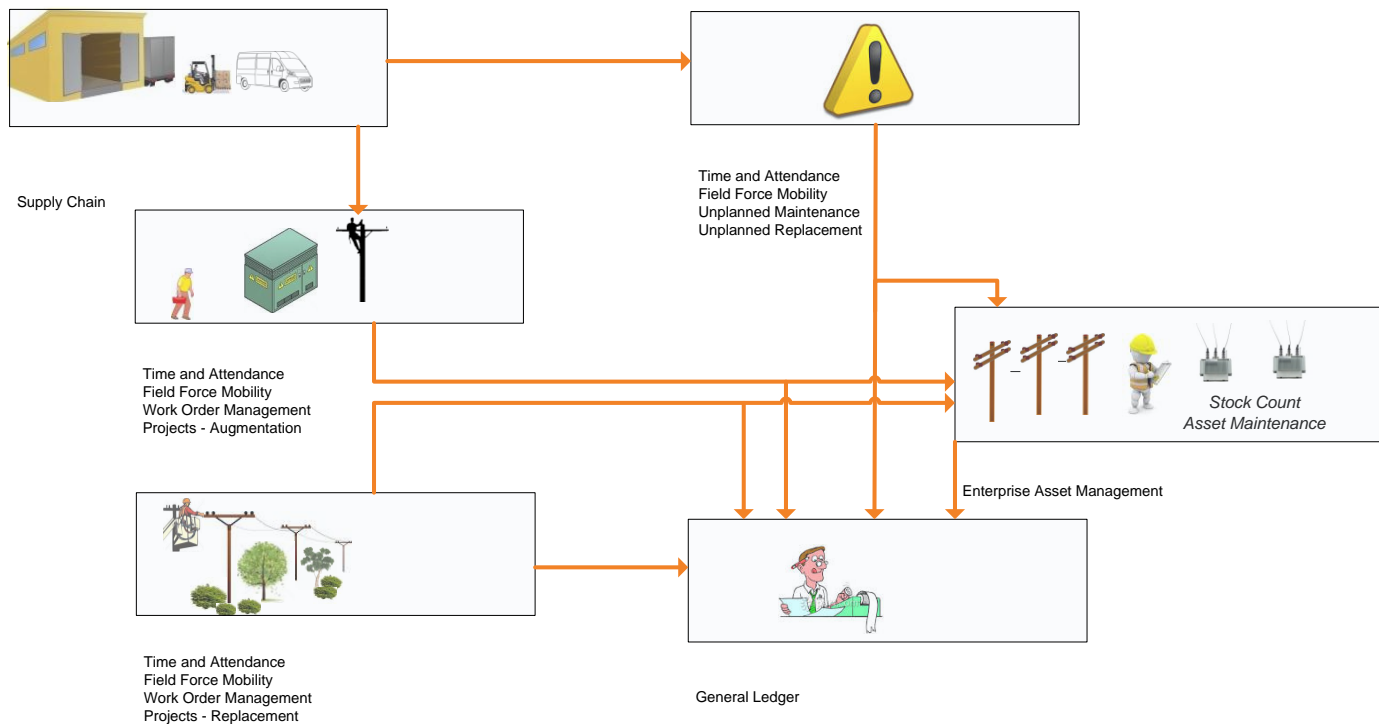 Supply Chain
Time and Attendance
Field Force Mobility
Unplanned Maintenance
Unplanned Replacement
Time and Attendance
Field Force Mobility
Work Order Management
Projects - Augmentation
Stock Count
Asset Maintenance
Enterprise Asset Management
Time and Attendance
Field Force Mobility
Work Order Management
Projects - Replacement
General Ledger